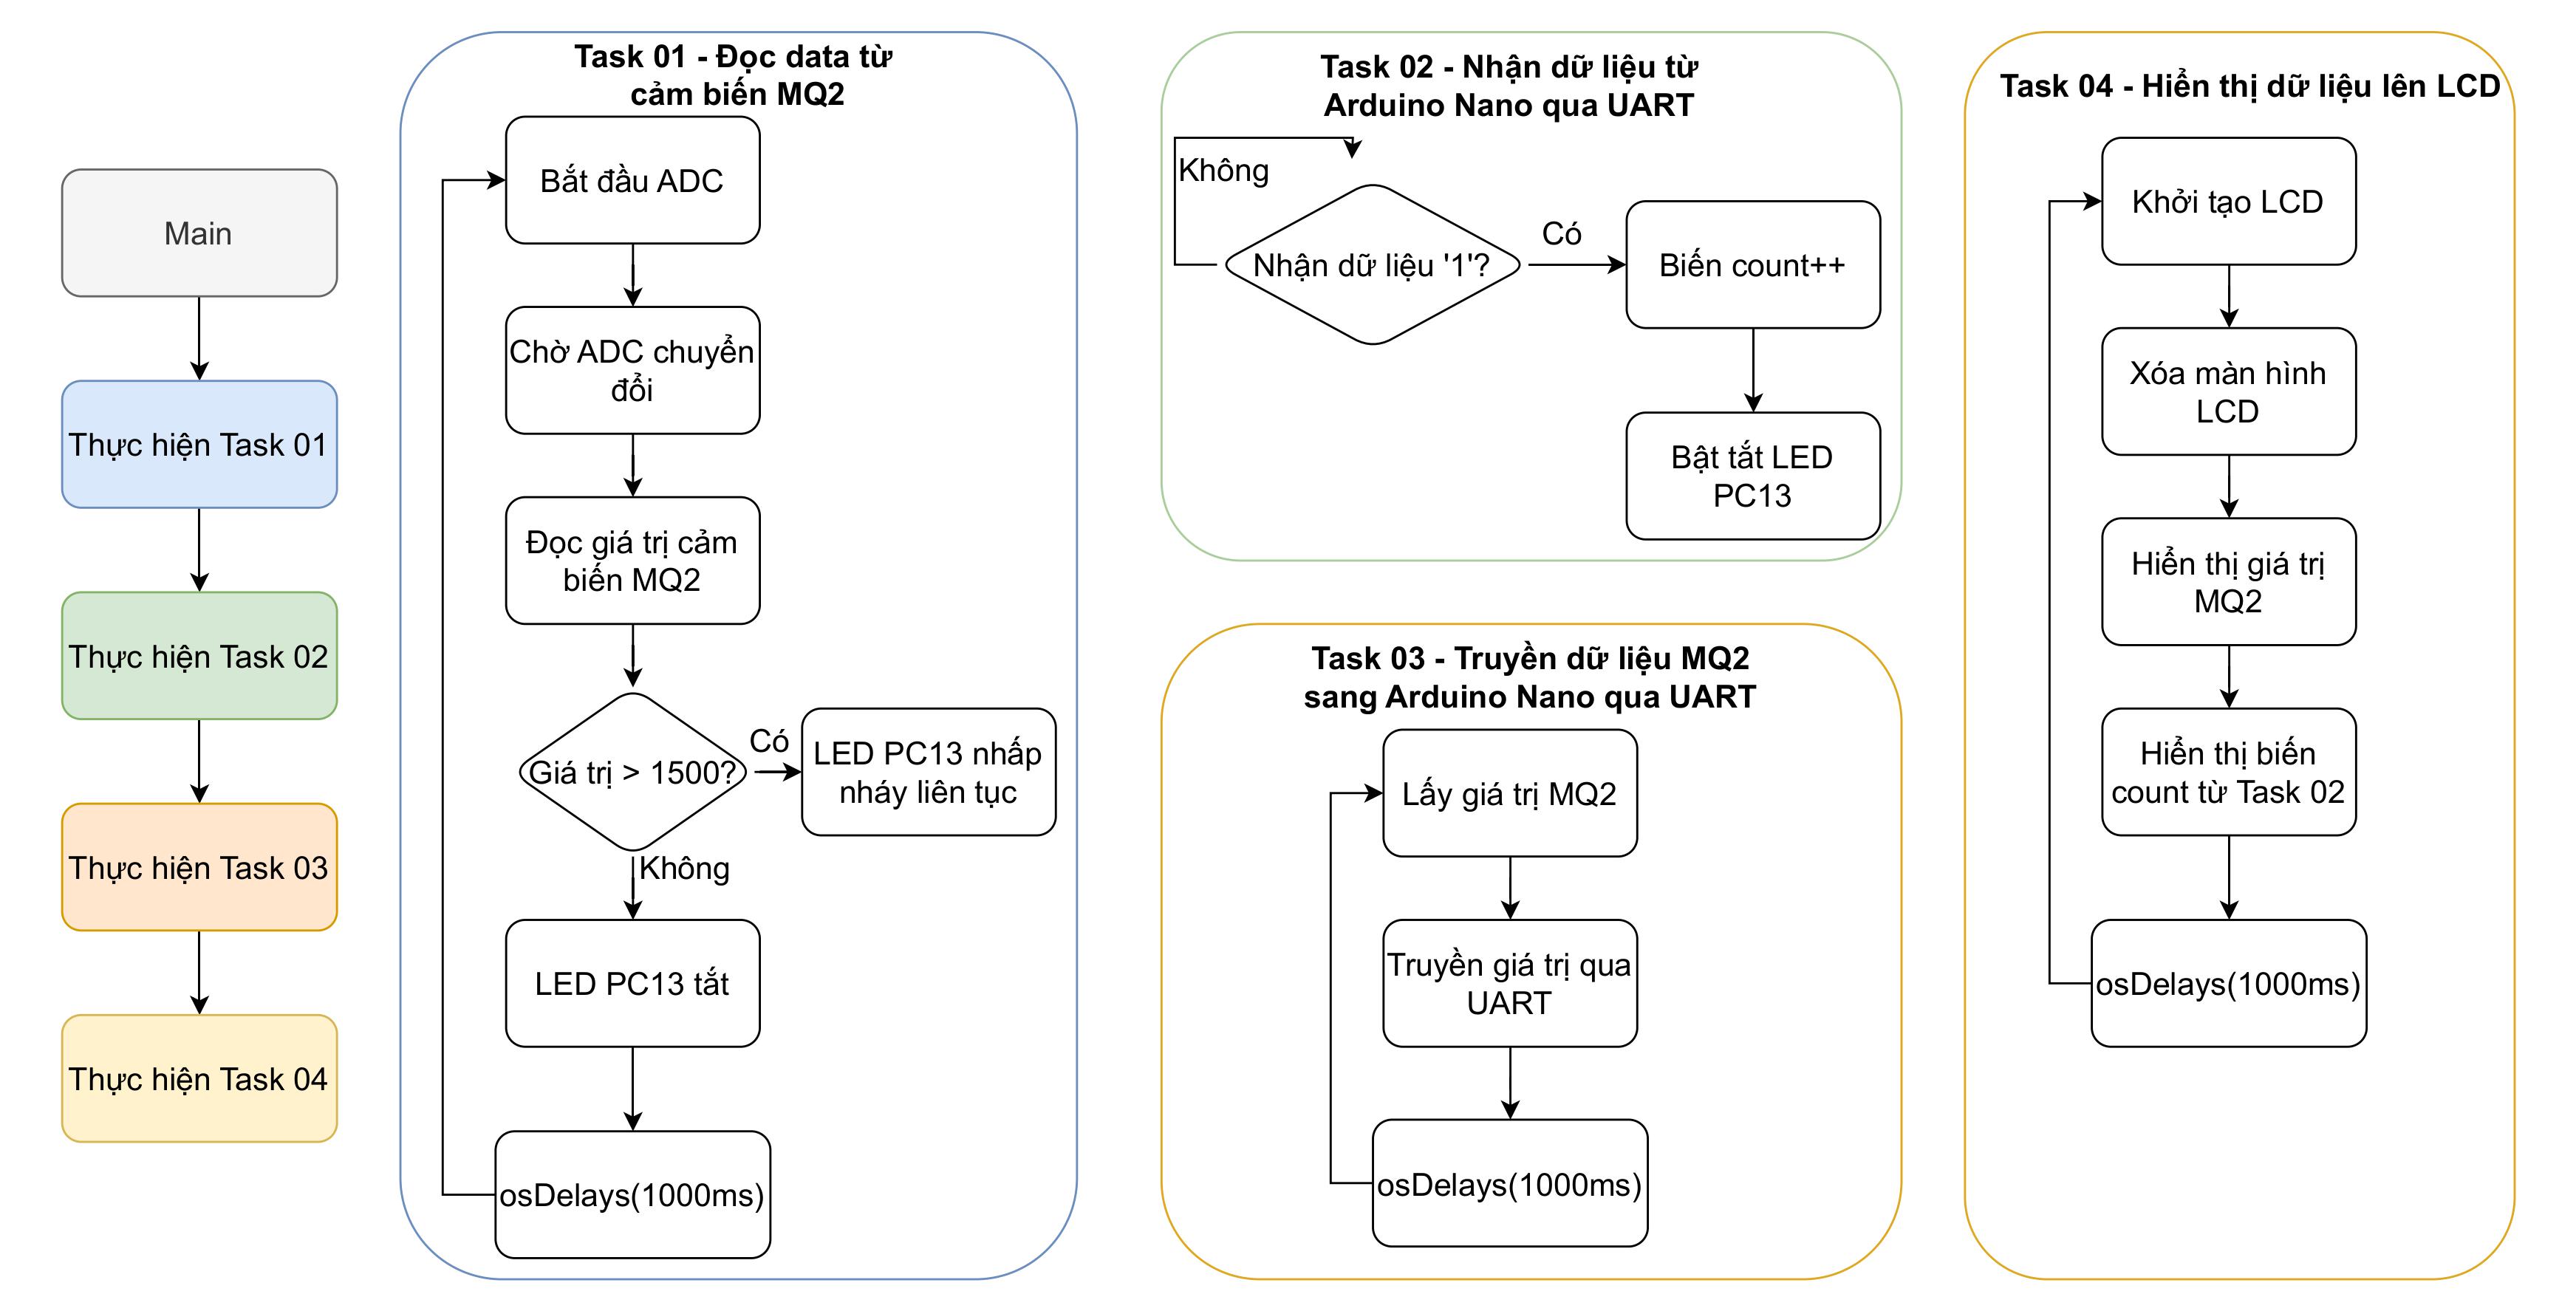 Main
Thực hiện Task 01
Thực hiện Task 02
Thực hiện Task 03
Thực hiện Task 04
Task 01 - Đọc data từ
cảm biến MQ2
Bắt đầu ADC
Chờ ADC chuyển
đổi
Đọc giá trị cảm
biến MQ2
Giá trị > 1500?
Có
LED PC13 nhấp
nháy liên tục
Không
LED PC13 tắt
osDelays(1000ms)
Task 02 - Nhận dữ liệu từ
Arduino Nano qua UART
Không
Nhận dữ liệu '1'?
Có
Biến count++
Bật tắt LED
PC13
Task 03 - Truyền dữ liệu MQ2
sang Arduino Nano qua UART
Lấy giá trị MQ2
Truyền giá trị qua
UART
osDelays(1000ms)
Task 04 - Hiển thị dữ liệu lên LCD
Khởi tạo LCD
Xóa màn hình
LCD
Hiển thị giá trị
MQ2
Hiển thị biến
count từ Task 02
osDelays(1000ms)